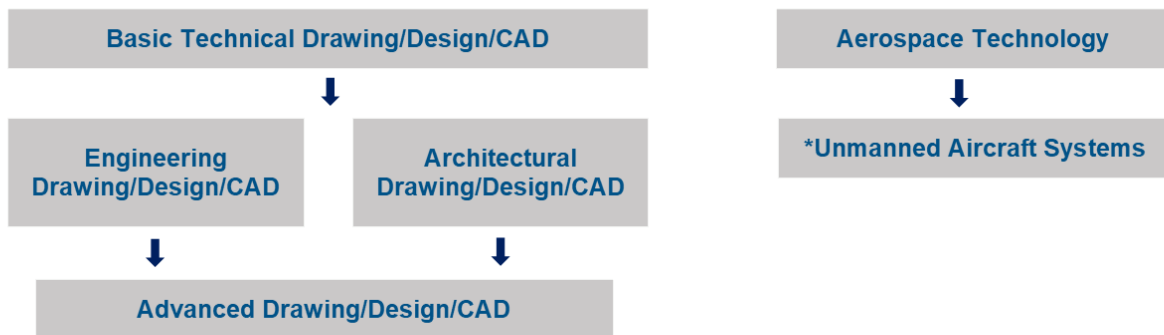 Basic Technical Drawing/Design/CAD
Aerospace Technology
Engineering
Drawing/Design/CAD
Architectural
Drawing/Design/CAD
*Unmanned Aircraft Systems
Advanced Drawing/Design/CAD